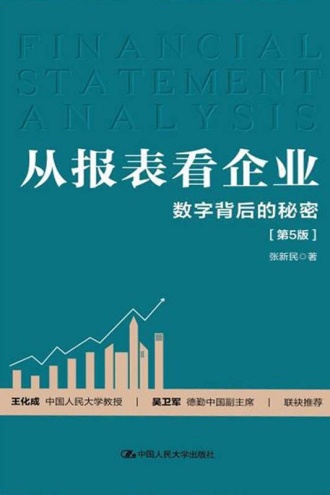 FINANCIAL
STATEMENT
ANALYSIS
从报表看企业
数字背后的秘密
[第5版]
张新民◎著
王化成 中国人民大学教授 | 吴卫军 德勤中国副主席 | 联袂推荐
中国人民大学出版社